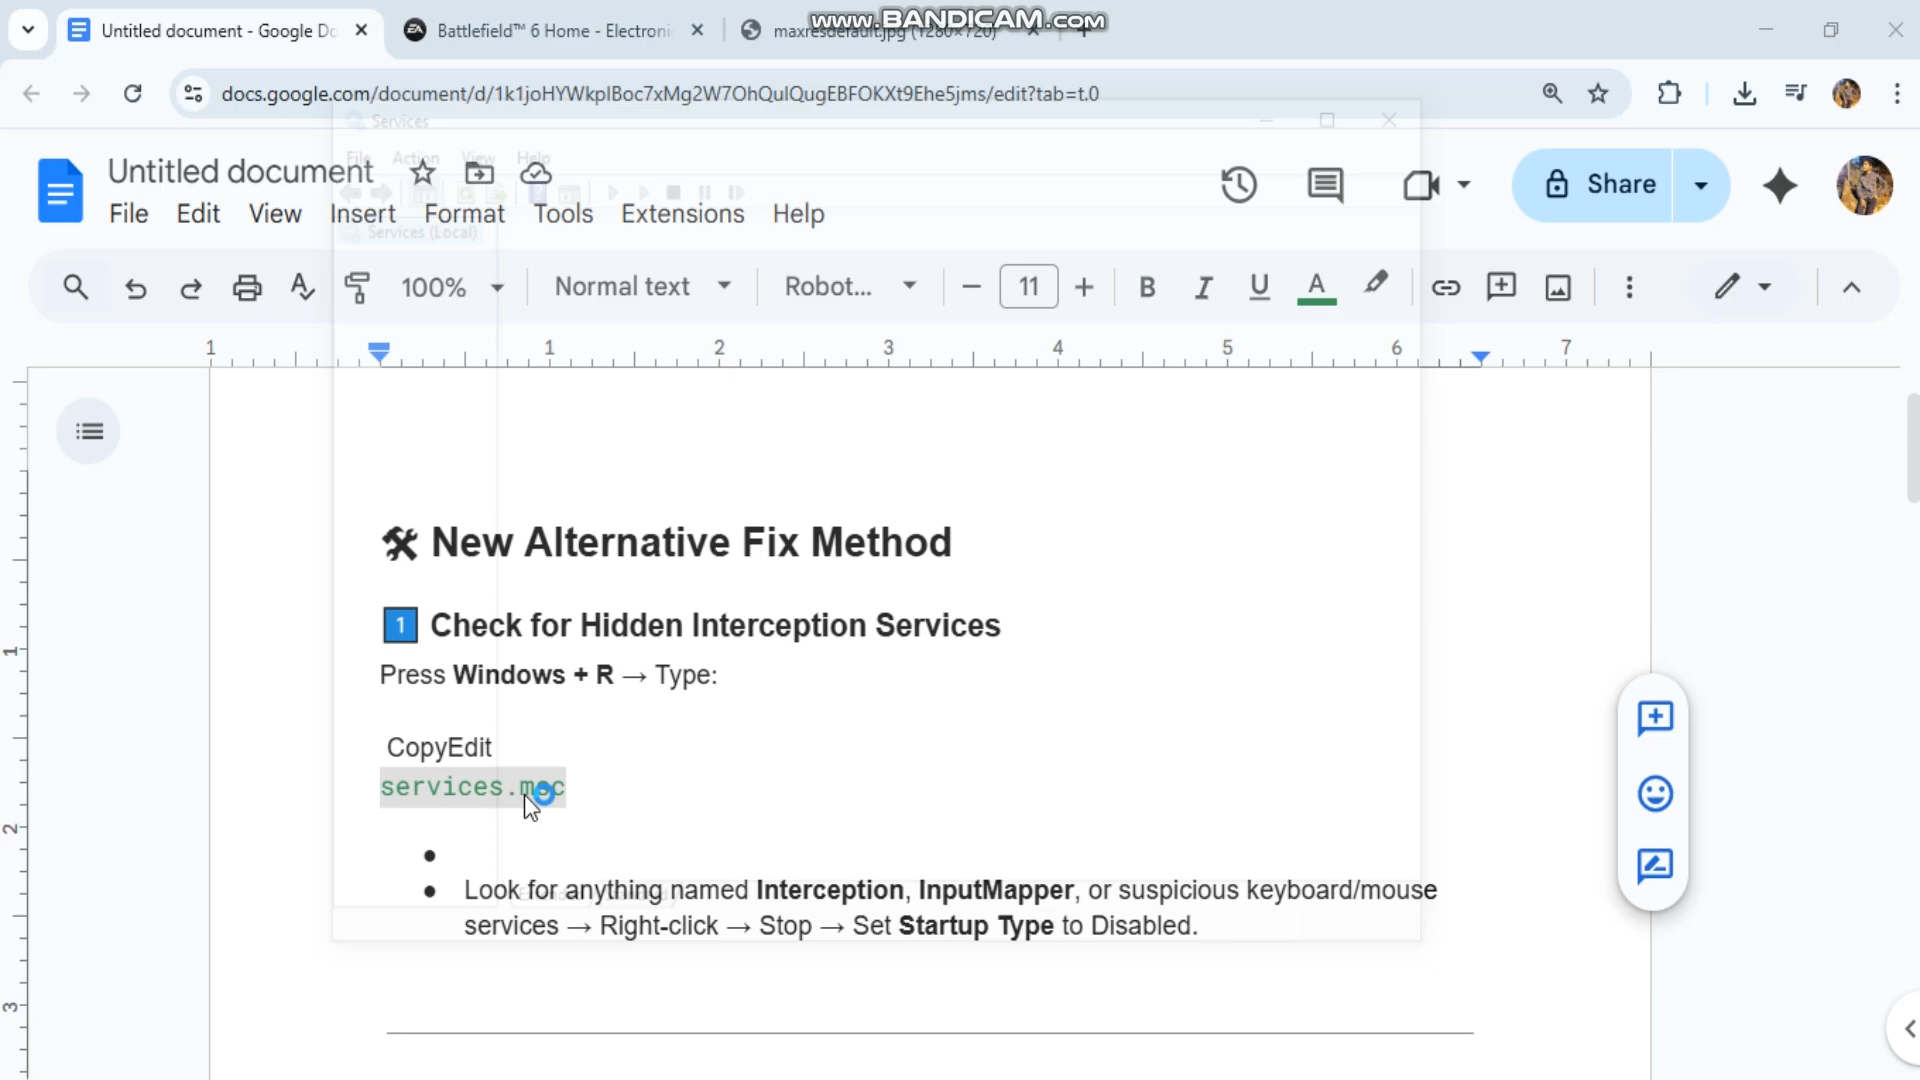 www.BANDICAM.com
Untitled document - Google Do
Battlefield™ 6 Home - Electroni
maxresdefault.jpg (1280×720)
docs.google.com/document/d/1k1joHYWkpIBoc7xMg2W7OhQuIQugEBFOKXt9Ehe5jms/edit?tab=t.0
Services
File Action View Help
Services (Local)
Untitled document
File Edit View Insert Format Tools Extensions Help
Share
100% Normal text Robot... 11 B I U A
1 1 2 3 4 5 6 7
🛠 New Alternative Fix Method
1 Check for Hidden Interception Services
Press Windows + R → Type:
CopyEdit
services.msc
● Look for anything named Interception, InputMapper, or suspicious keyboard/mouse
services → Right-click → Stop → Set Startup Type to Disabled.
1
2
3